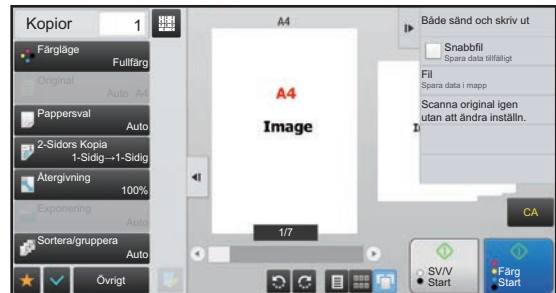 Kopior 1
Färgläge
Fullfärg
Original
Auto A4
Pappersval
Auto
2-Sidors Kopia
1-Sidig→1-Sidig
Återgivning
100%
Exponering
Auto
Sortera/gruppera
Auto
Övrigt
A4
A4
Image
1/7
Både sänd och skriv ut
Snabbfil
Spara data tillfälligt
Fil
Spara data i mapp
Scanna original igen
utan att ändra inställn.
CA
SV/V
Start
Färg
Start